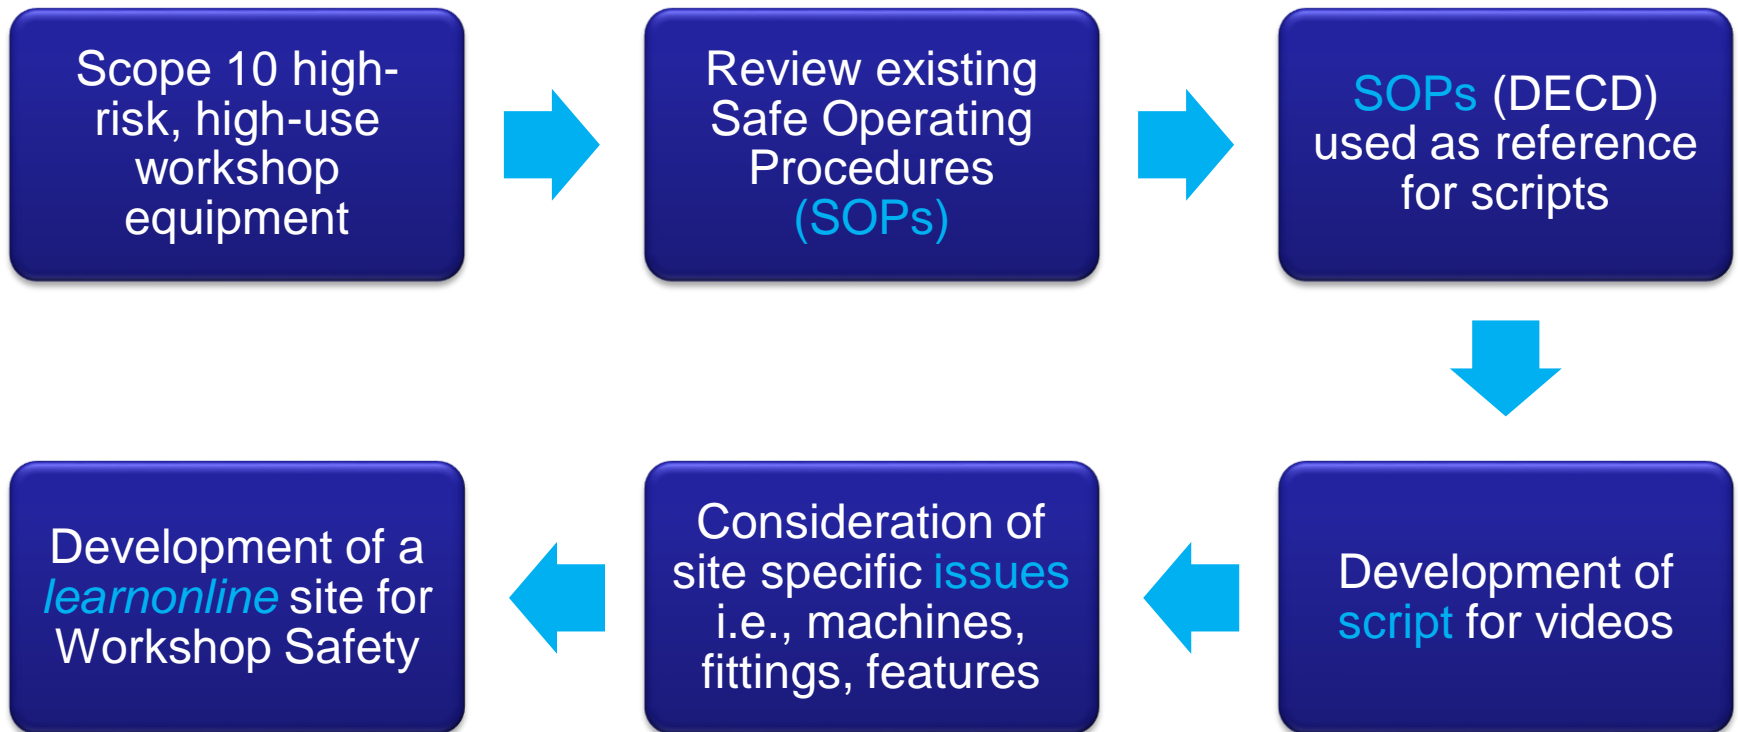 Scope 10 high-
risk, high-use
workshop
equipment
Review existing
Safe Operating
Procedures
(SOPs)
SOPs (DECD)
used as reference
for scripts
Development of
script for videos
Consideration of
site specific issues
i.e., machines,
fittings, features
Development of a
learnonline site for
Workshop Safety